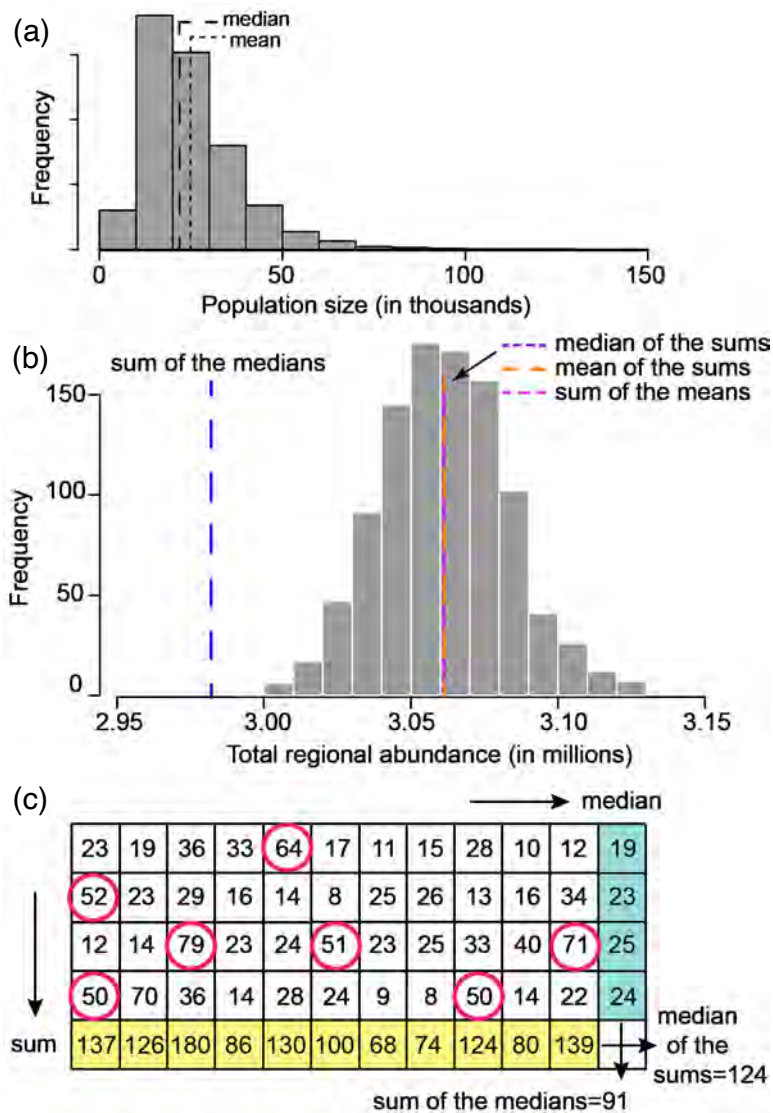 (a)
median
mean
Frequency
0 50 100 150
Population size (in thousands)
(b)
sum of the medians
median of the sums
mean of the sums
sum of the means
150
100
50
0
Frequency
2.95 3.00 3.05 3.10 3.15
Total regional abundance (in millions)
(c)
median
23 19 36 33 64 17 11 15 28 10 12 19
52 23 29 16 14 8 25 26 13 16 34 23
12 14 79 23 24 51 23 25 33 40 71 25
50 70 36 14 28 24 9 8 50 14 22 24
sum
137 126 180 86 130 100 68 74 124 80 139
median
of the
sums=124
sum of the medians=91